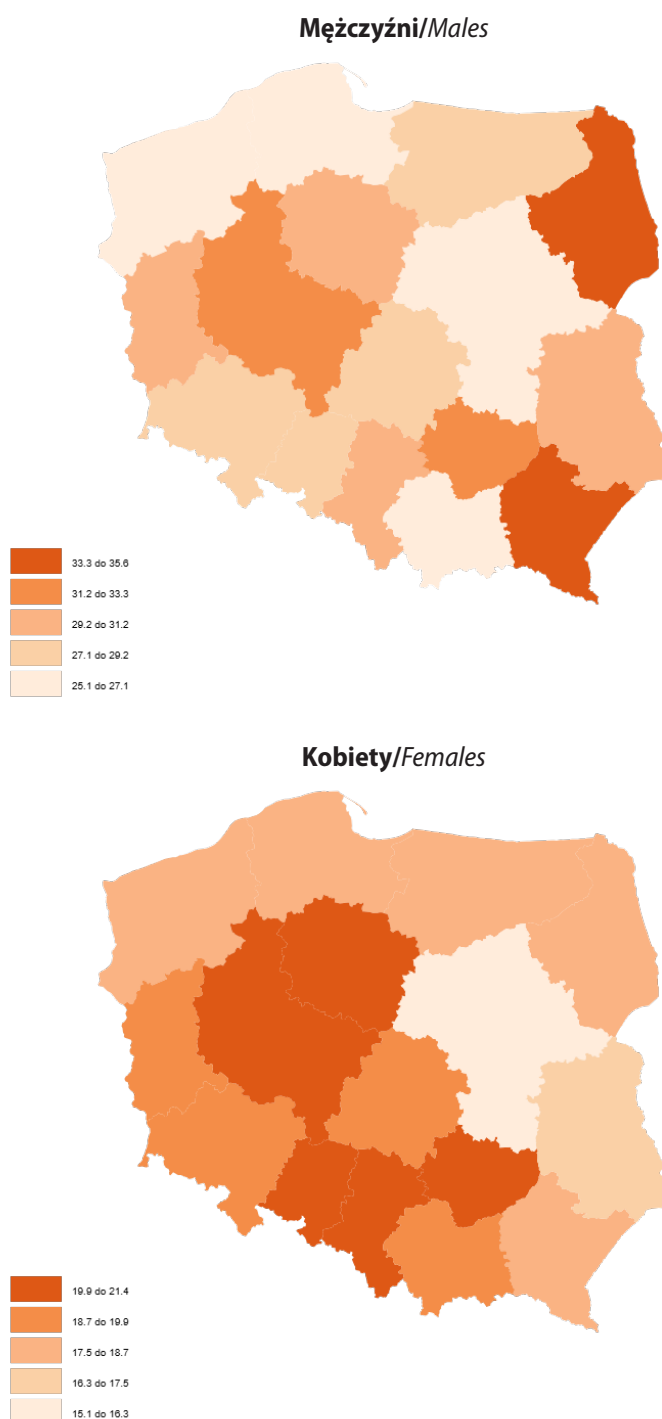 Mężczyźni/Males
33.3 do 35.6
31.2 do 33.3
29.2 do 31.2
27.1 do 29.2
25.1 do 27.1
Kobiety/Females
19.9 do 21.4
18.7 do 19.9
17.5 do 18.7
16.3 do 17.5
15.1 do 16.3